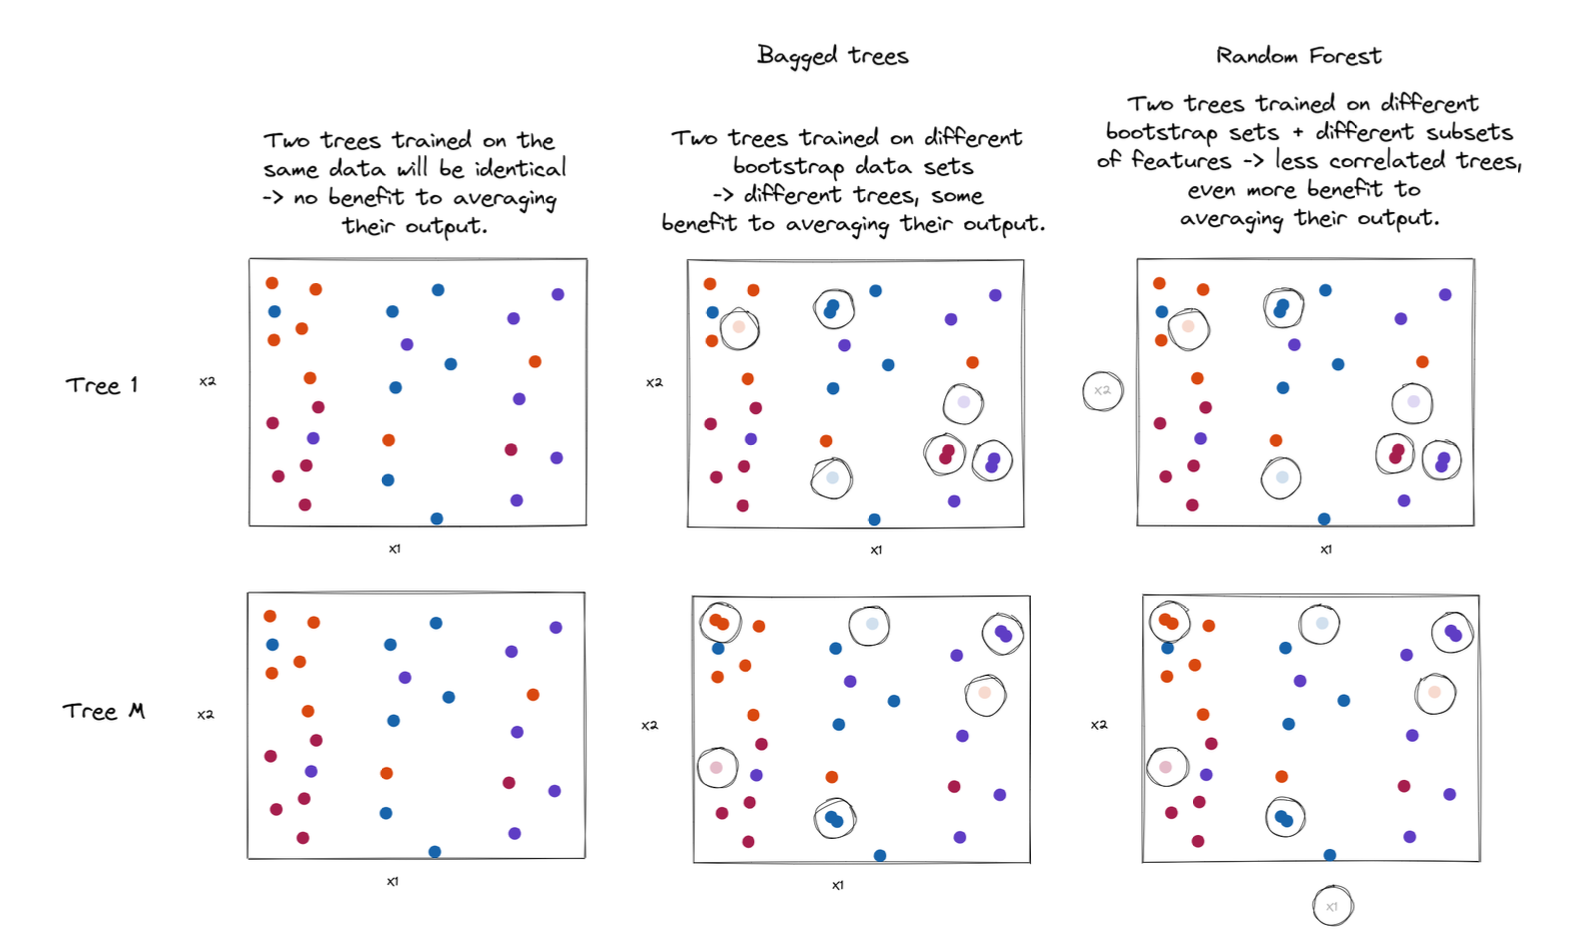 Bagged trees
Random Forest
Two trees trained on the
same data will be identical
-> no benefit to averaging
their output.
Two trees trained on different
bootstrap data sets
-> different trees, some
benefit to averaging their output.
Two trees trained on different
bootstrap sets + different subsets
of features -> less correlated trees,
even more benefit to
averaging their output.
Tree 1
x2
x2
x2
x1
x1
x1
Tree M
x2
x2
x2
x1
x1
x1